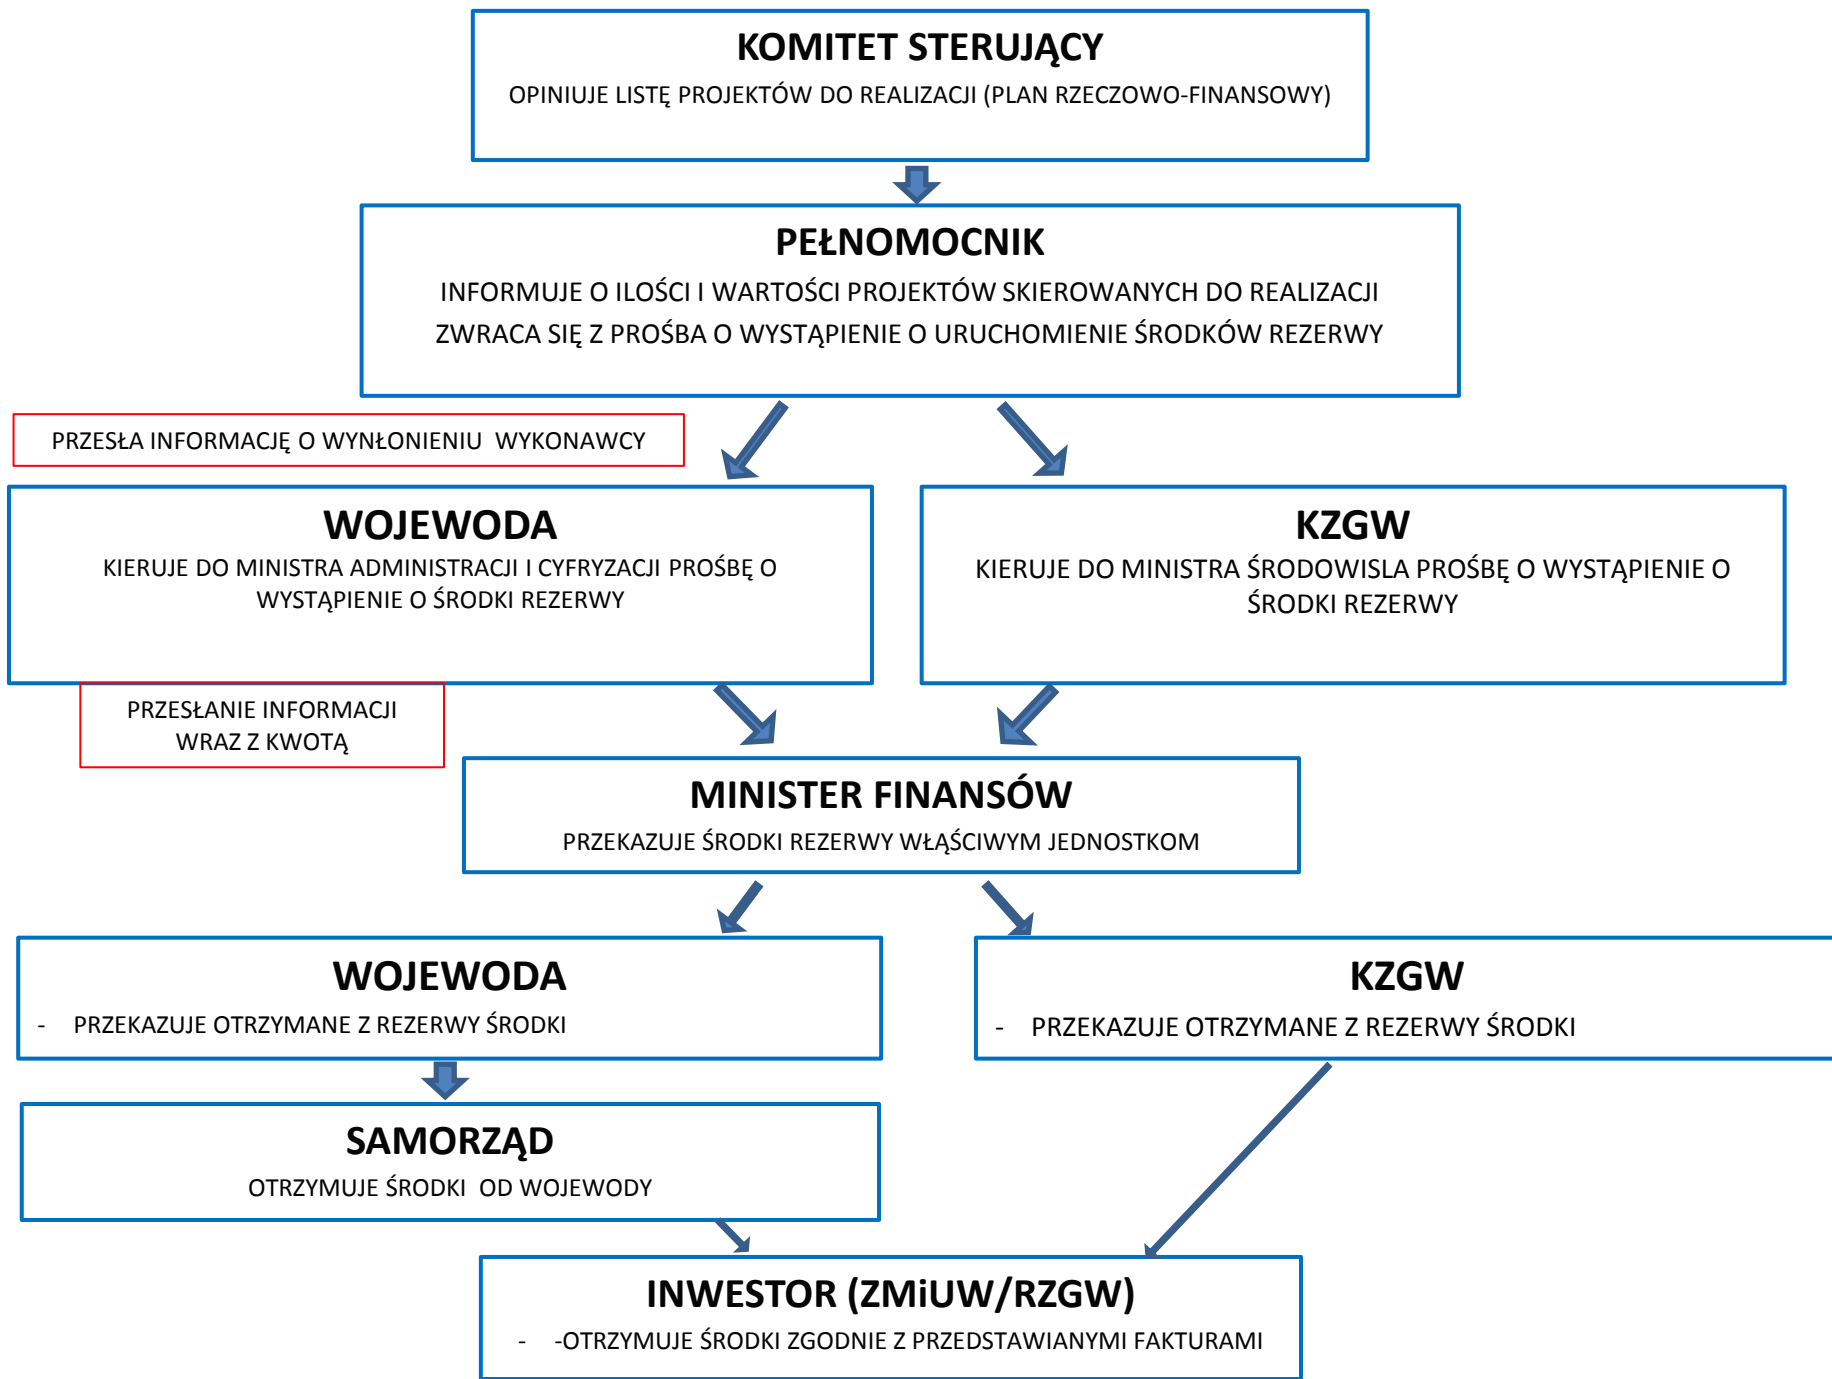 KOMITET STERUJĄCY
OPINIUJE LISTĘ PROJEKTÓW DO REALIZACJI (PLAN RZECZOWO-FINANSOWY)
PEŁNOMOCNIK
INFORMUJE O ILOŚCI I WARTOŚCI PROJEKTÓW SKIEROWANYCH DO REALIZACJI
ZWRACA SIĘ Z PROŚBA O WYSTĄPIENIE O URUCHOMIENIE ŚRODKÓW REZERWY
PRZESŁA INFORMACJĘ O WYNŁONIENIU WYKONAWCY
WOJEWODA
KIERUJE DO MINISTRA ADMINISTRACJI I CYFRYZACJI PROŚBĘ O
WYSTĄPIENIE O ŚRODKI REZERWY
KZGW
KIERUJE DO MINISTRA ŚRODOWISLA PROŚBĘ O WYSTĄPIENIE O
ŚRODKI REZERWY
PRZESŁANIE INFORMACJI
WRAZ Z KWOTĄ
MINISTER FINANSÓW
PRZEKAZUJE ŚRODKI REZERWY WŁĄŚCIWYM JEDNOSTKOM
WOJEWODA
- PRZEKAZUJE OTRZYMANE Z REZERWY ŚRODKI
KZGW
- PRZEKAZUJE OTRZYMANE Z REZERWY ŚRODKI
SAMORZĄD
OTRZYMUJE ŚRODKI OD WOJEWODY
INWESTOR (ZMiUW/RZGW)
- -OTRZYMUJE ŚRODKI ZGODNIE Z PRZEDSTAWIANYMI FAKTURAMI